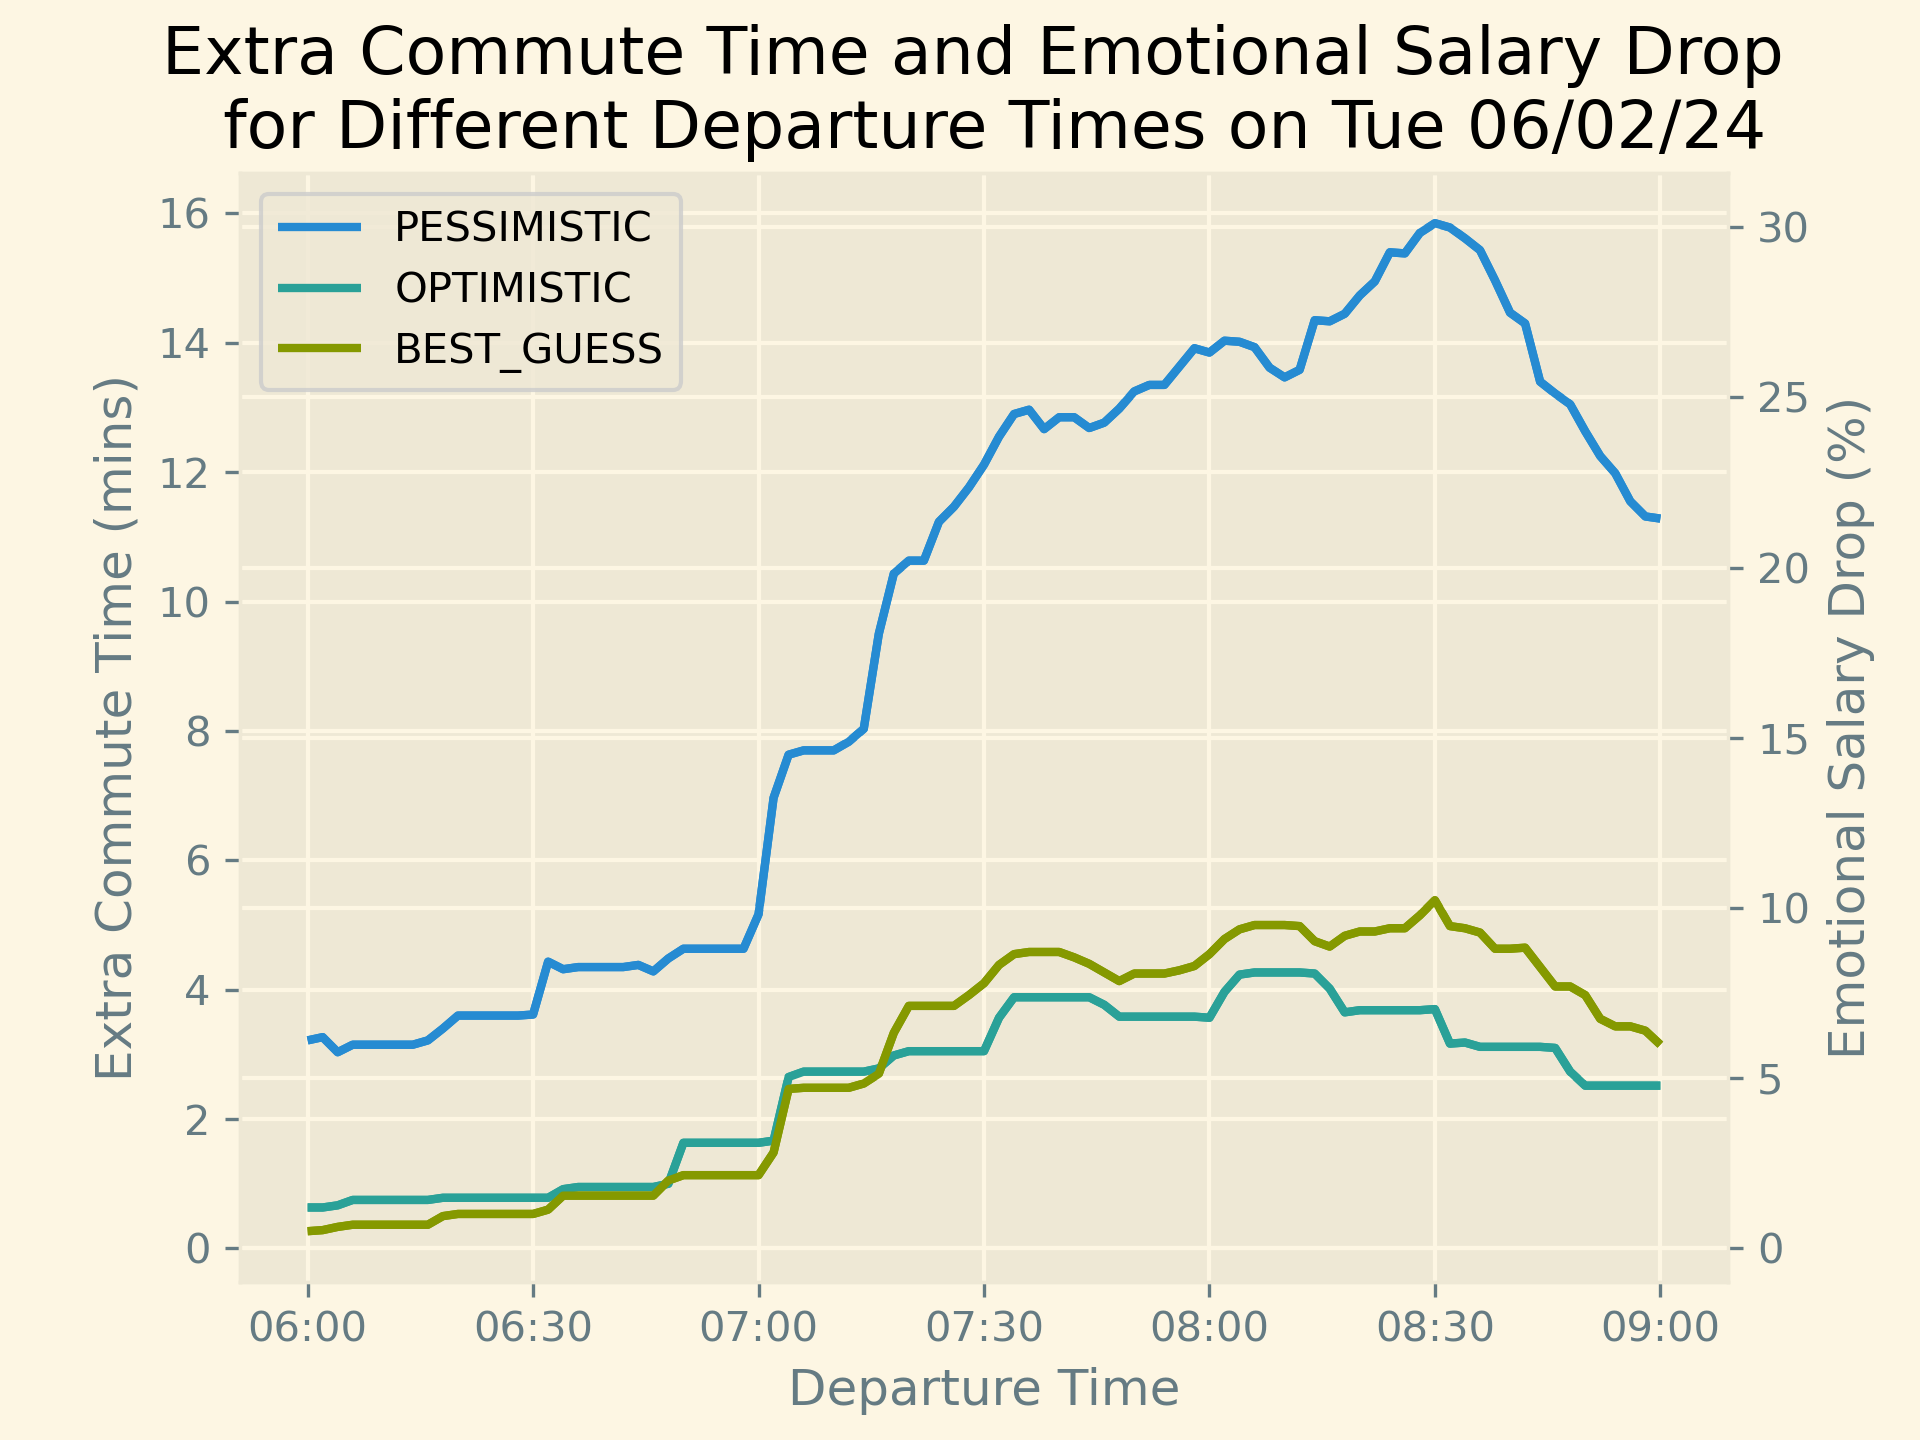 Extra Commute Time and Emotional Salary Drop
for Different Departure Times on Tue 06/02/24
PESSIMISTIC
OPTIMISTIC
BEST_GUESS
Extra Commute Time (mins)
16
14
12
10
8
6
4
2
0
30
25
20
15
10
5
0
Emotional Salary Drop (%)
06:00 06:30 07:00 07:30 08:00 08:30 09:00
Departure Time